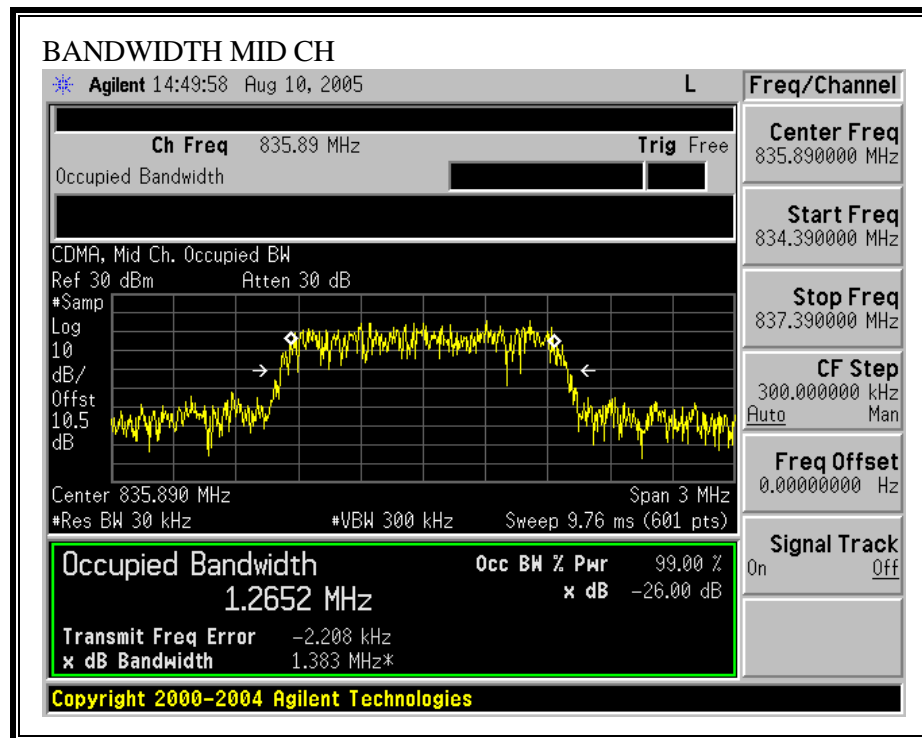 BANDWIDTH MID CH
Agilent 14:49:58 Aug 10, 2005 L
Freq/Channel
Ch Freq 835.89 MHz Trig Free
Occupied Bandwidth
Center Freq
835.890000 MHz
Start Freq
834.390000 MHz
CDMA, Mid Ch. Occupied BW
Ref 30 dBm Atten 30 dB
#Samp
Log
10
dB/
Offst
10.5
dB
Stop Freq
837.390000 MHz
CF Step
300.000000 kHz
Auto Man
Freq Offset
0.00000000 Hz
Center 835.890 MHz Span 3 MHz
#Res BW 30 kHz #VBW 300 kHz Sweep 9.76 ms (601 pts)
Signal Track
On Off
Occupied Bandwidth Occ BW % Pwr 99.00 %
1.2652 MHz x dB -26.00 dB
Transmit Freq Error -2.208 kHz
x dB Bandwidth 1.383 MHz*
Copyright 2000-2004 Agilent Technologies